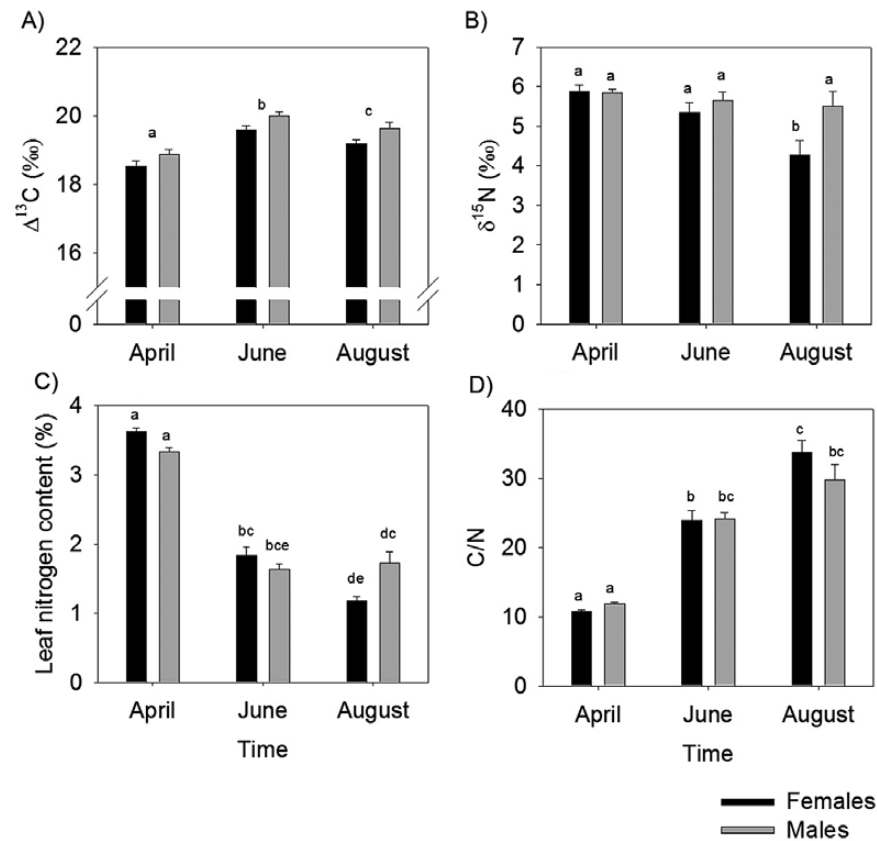 A)
22
20
18
16
0
Δ¹³C (‰)
a
b
c
April June August
B)
7
6
5
4
3
2
1
0
δ¹⁵N (‰)
a a
a a
b a
April June August
C)
4
3
2
1
0
Leaf nitrogen content (%)
a a
bc bce
de dc
April June August
Time
D)
40
30
20
10
0
C/N
a a
b bc
c bc
April June August
Time
Females
Males